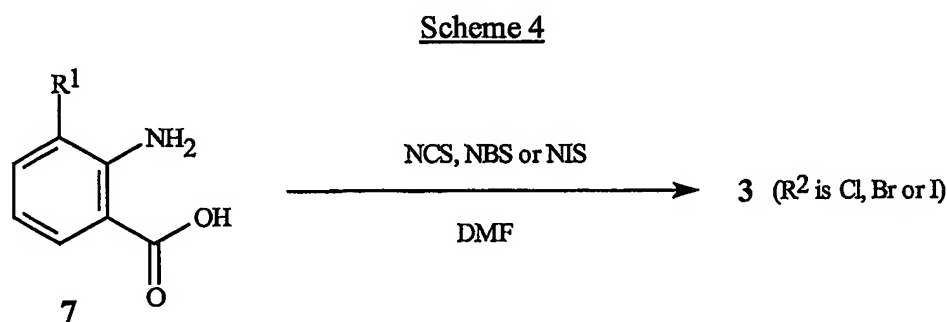 Scheme 4
R1
NH2
OH
O
7
NCS, NBS or NIS
DMF
3 (R2 is Cl, Br or I)